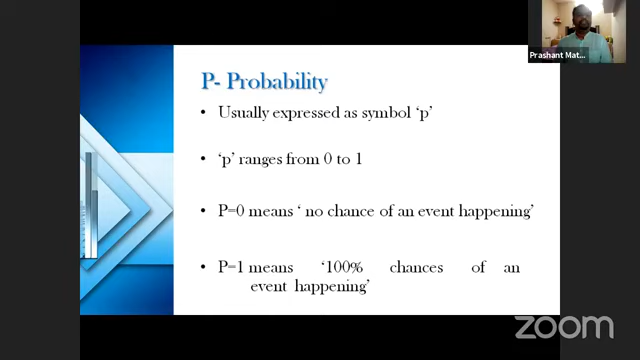 Prashant Mat...
P- Probability
• Usually expressed as symbol ‘p’
• ‘p’ ranges from 0 to 1
• P=0 means ‘ no chance of an event happening’
• P=1 means ‘100% chances of an
event happening’
zoom